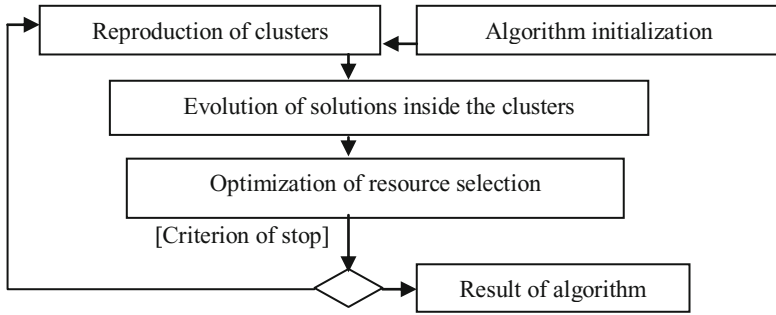 Reproduction of clusters
Algorithm initialization
Evolution of solutions inside the clusters
Optimization of resource selection
[Criterion of stop]
Result of algorithm